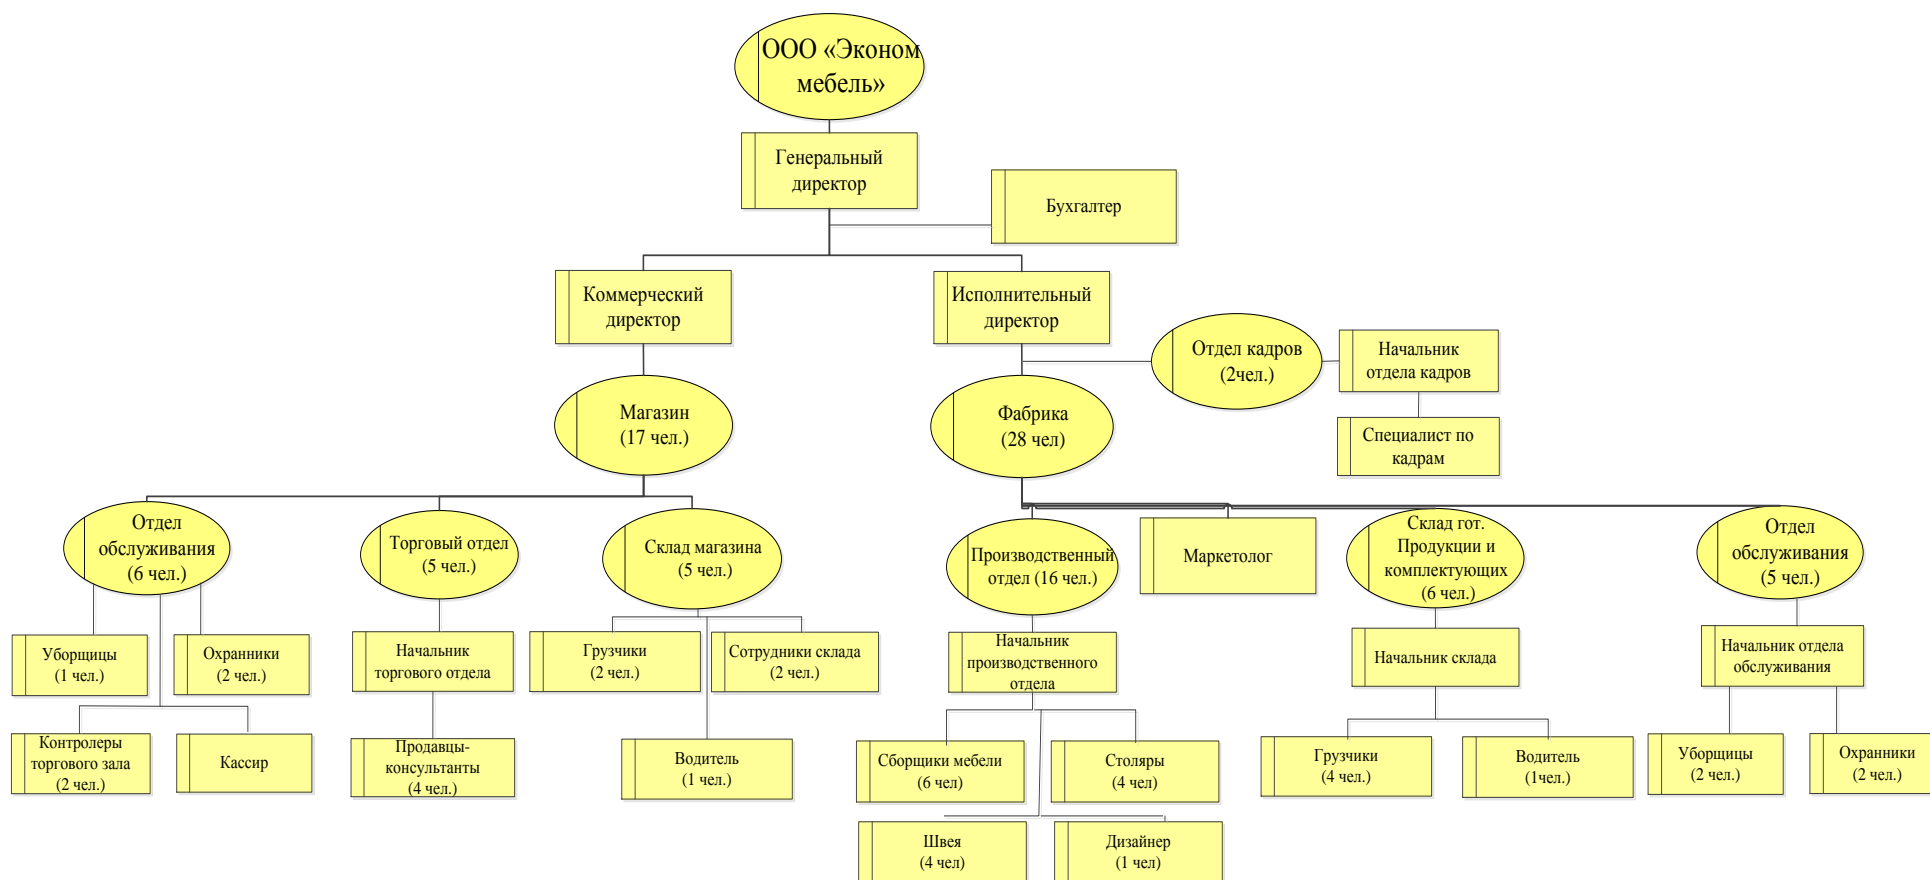 ООО «Эконом
мебель»
Генеральный
директор
Бухгалтер
Коммерческий
директор
Исполнительный
директор
Отдел кадров
(2чел.)
Начальник
отдела кадров
Специалист по
кадрам
Магазин
(17 чел.)
Фабрика
(28 чел)
Отдел
обслуживания
(6 чел.)
Торговый отдел
(5 чел.)
Склад магазина
(5 чел.)
Производственный
отдел (16 чел.)
Маркетолог
Склад гот.
Продукции и
комплектующих
(6 чел.)
Отдел
обслуживания
(5 чел.)
Уборщицы
(1 чел.)
Охранники
(2 чел.)
Начальник
торгового отдела
Грузчики
(2 чел.)
Сотрудники склада
(2 чел.)
Начальник
производственного
отдела
Начальник склада
Начальник отдела
обслуживания
Контролеры
торгового зала
(2 чел.)
Кассир
Продавцы-
консультанты
(4 чел.)
Водитель
(1 чел.)
Сборщики мебели
(6 чел)
Столяры
(4 чел)
Грузчики
(4 чел.)
Водитель
(1чел.)
Уборщицы
(2 чел.)
Охранники
(2 чел.)
Швея
(4 чел)
Дизайнер
(1 чел)